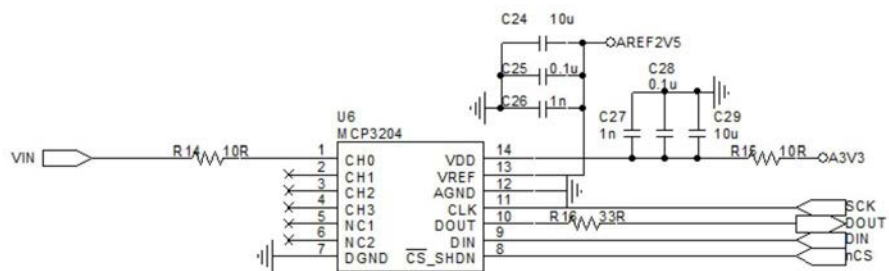 C24 10u
AREF2V5
C25 0.1u
C28
0.1u
C26 1n
C27 C29
1n 10u
U6
MCP3204
VIN R14 10R 1 CH0 VDD 14 R15 10R A3V3
2 CH1 VREF 13
3 CH2 AGND 12
4 CH3 CLK 11 SCK
5 NC1 DOUT 10 R16 33R DOUT
6 NC2 DIN 9 DIN
7 DGND CS_SHDN 8 nCS